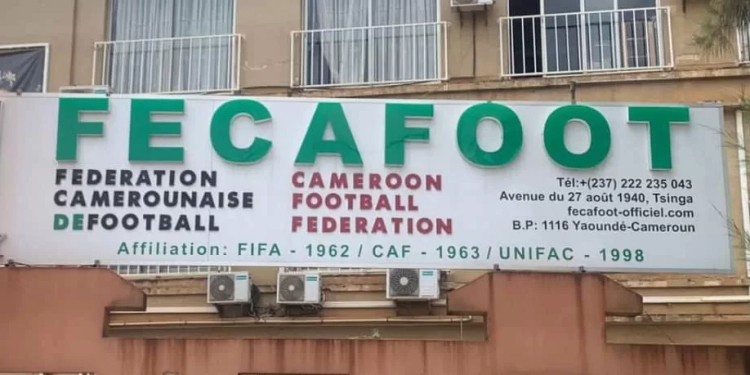 FECAFOOT
FEDERATION
CAMEROUNAISE
DEFOOTBALL
CAMEROON
FOOTBALL
FEDERATION
Tél:+(237) 222 235 043
Avenue du 27 août 1940, Tsinga
fecafoot-officiel.com
B.P: 1116 Yaoundé-Cameroun
Affiliation: FIFA - 1962 / CAF - 1963 / UNIFAC - 1998